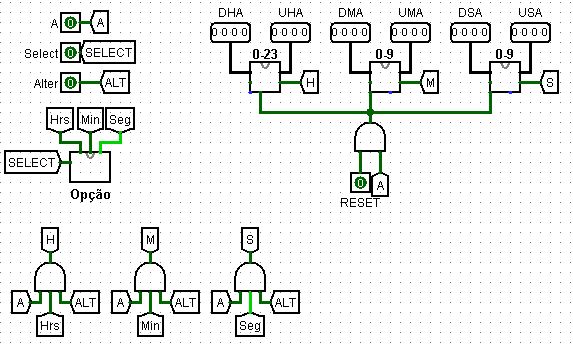 DHA UHA DMA UMA DSA USA
0000 0000 0000 0000 0000 0000
A 0 A
Select 0 SELECT
Alter 0 ALT
0-23 0-9 0-9
H M S
Hrs Min Seg
SELECT
Opção
0 A
RESET
H M S
A ALT A ALT A ALT
Hrs Min Seg